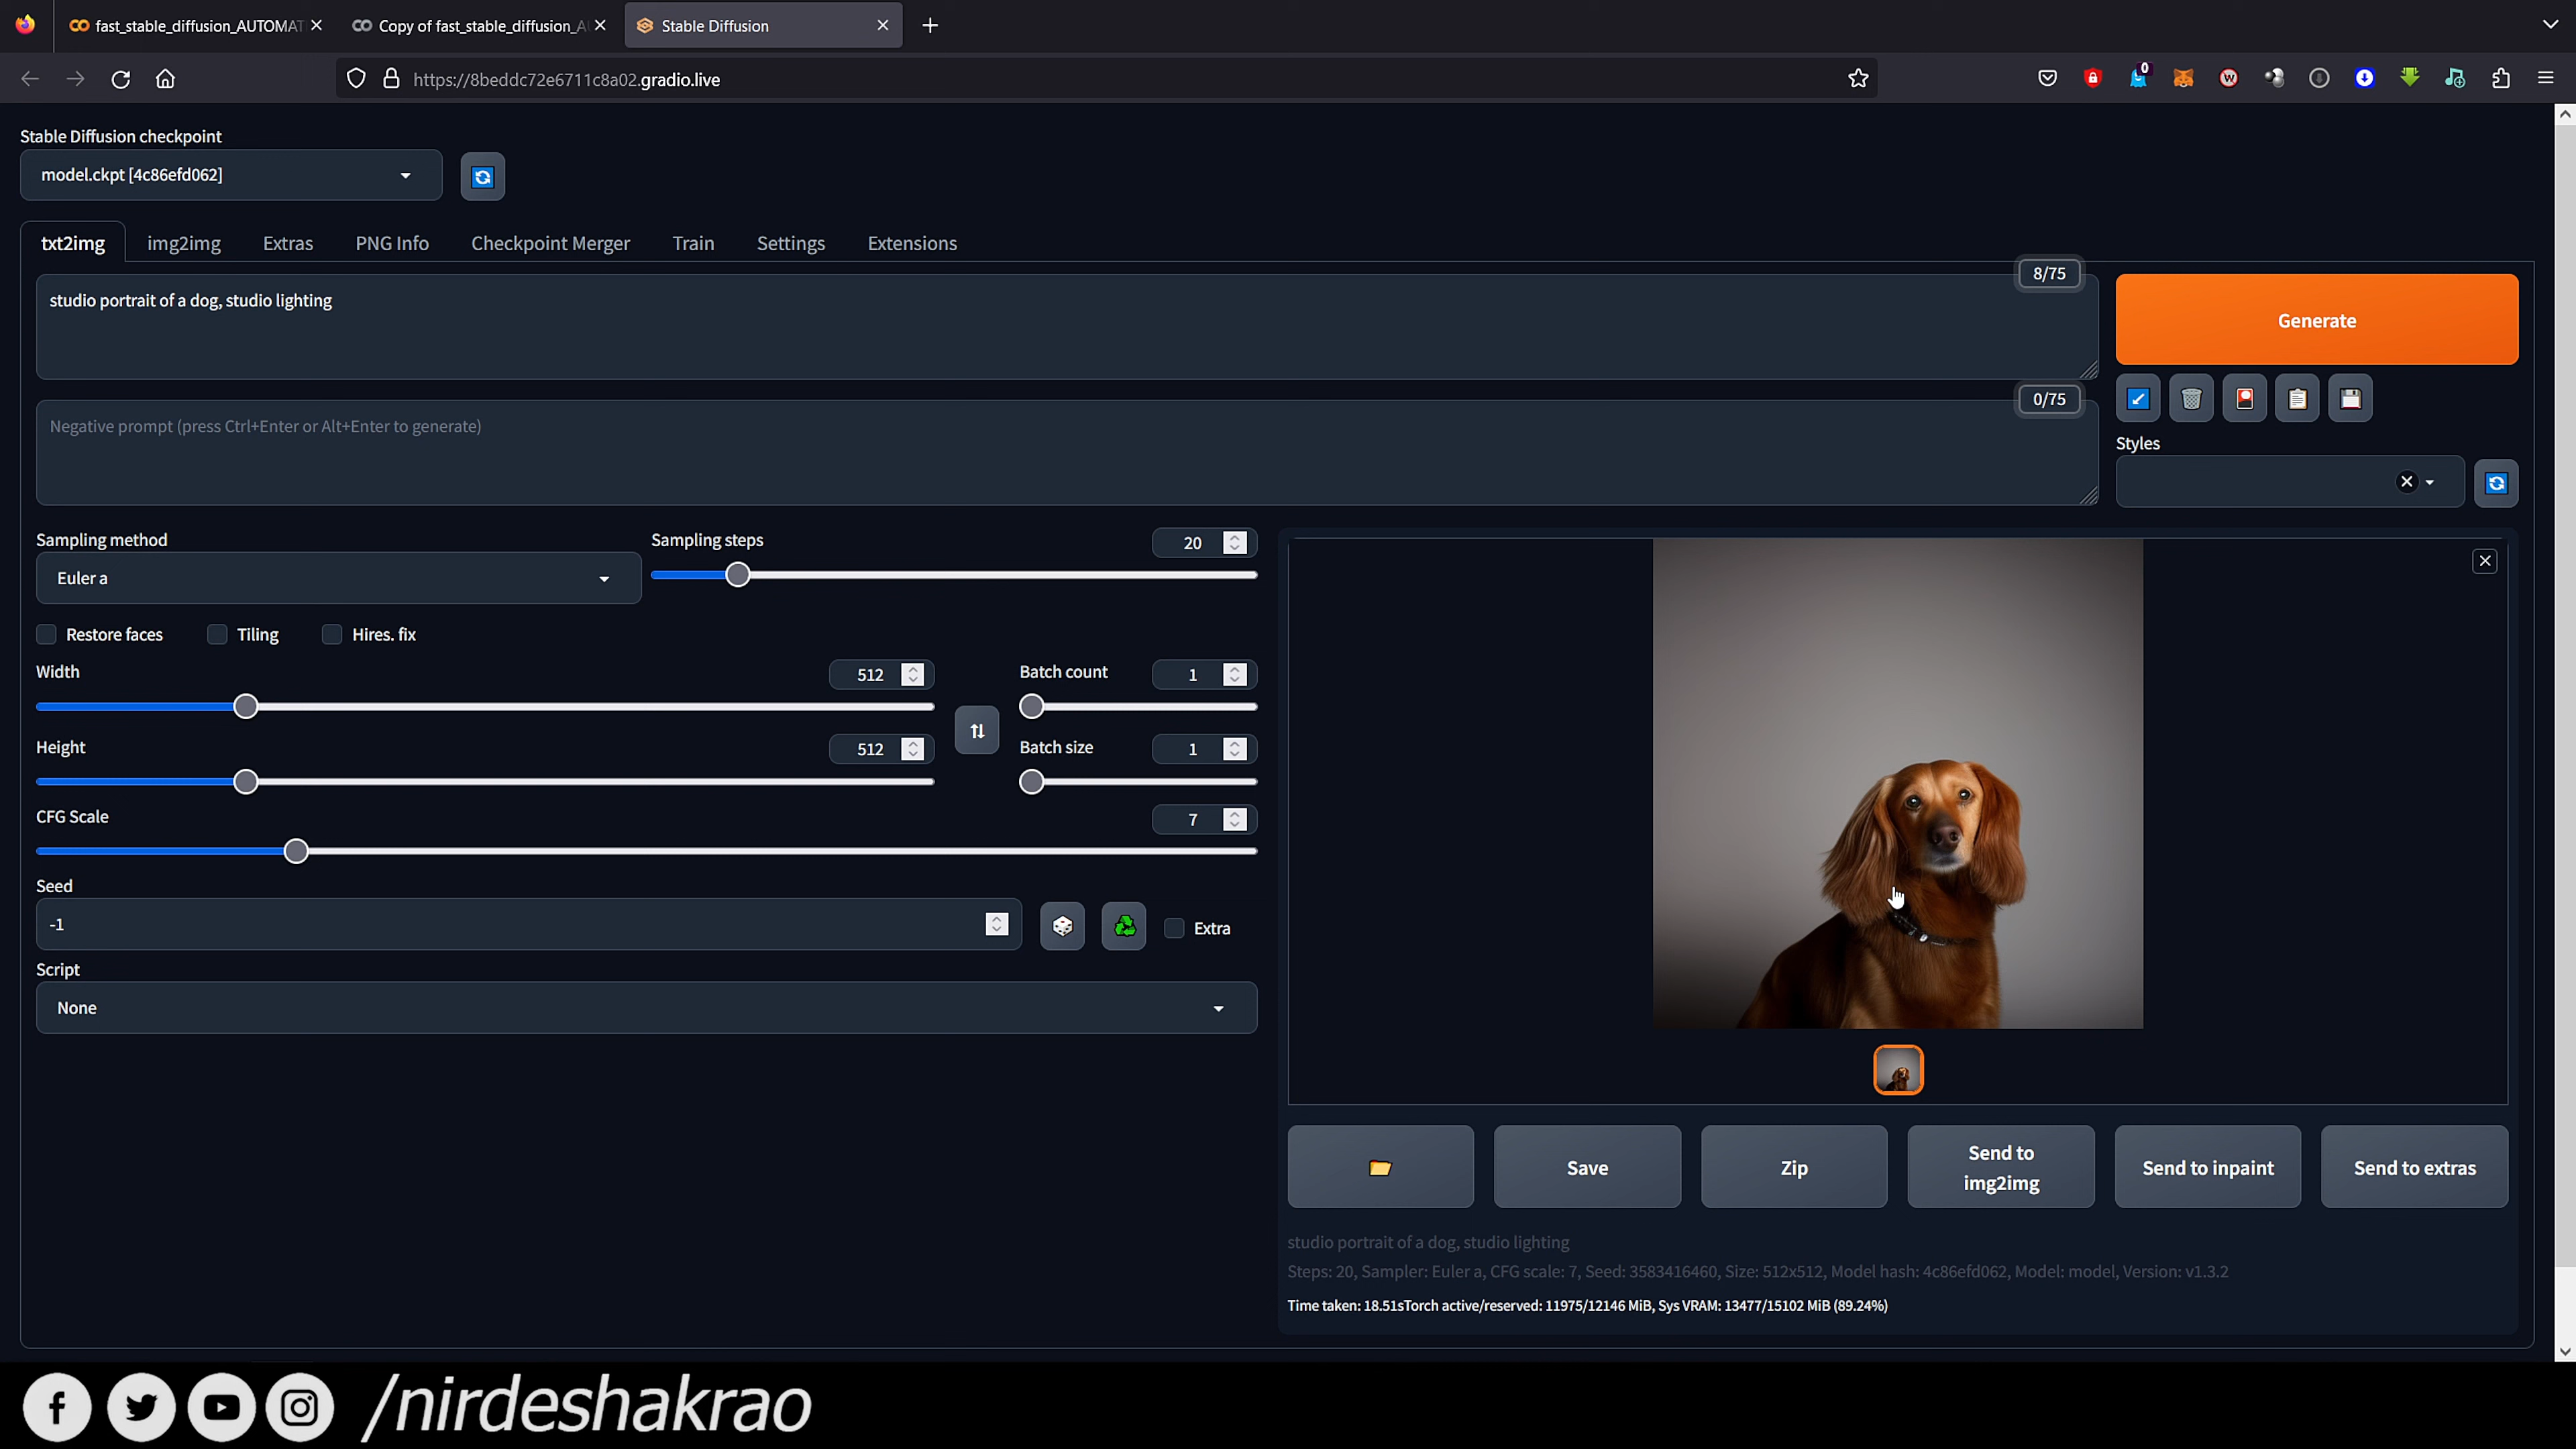 fast_stable_diffusion_AUTOMAT
Copy of fast_stable_diffusion_A
Stable Diffusion
https://8beddc72e6711c8a02.gradio.live
0
Stable Diffusion checkpoint
model.ckpt [4c86efd062]
txt2img
img2img
Extras
PNG Info
Checkpoint Merger
Train
Settings
Extensions
8/75
studio portrait of a dog, studio lighting
Generate
0/75
Negative prompt (press Ctrl+Enter or Alt+Enter to generate)
Styles
Sampling method
Euler a
Sampling steps
20
Restore faces
Tiling
Hires. fix
Width
512
Batch count
1
Height
512
Batch size
1
CFG Scale
7
Seed
-1
Extra
Script
None
Save
Zip
Send to
img2img
Send to inpaint
Send to extras
studio portrait of a dog, studio lighting
Steps: 20, Sampler: Euler a, CFG scale: 7, Seed: 3583416460, Size: 512x512, Model hash: 4c86efd062, Model: model, Version: v1.3.2
Time taken: 18.51sTorch active/reserved: 11975/12146 MiB, Sys VRAM: 13477/15102 MiB (89.24%)
/nirdeshakrao